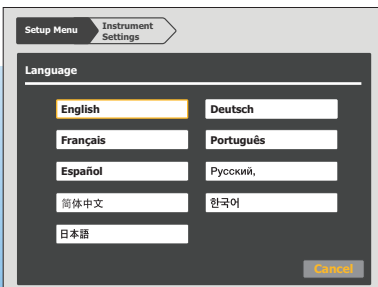 Setup Menu
Instrument
Settings
Language
English
Deutsch
Français
Português
Español
Русский,
简体中文
한국어
日本語
Cancel